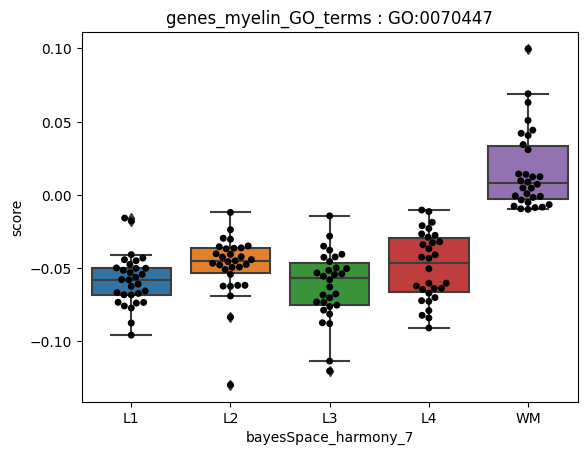 genes_myelin_GO_terms : GO:0070447
score
0.10
0.05
0.00
−0.05
−0.10
L1 L2 L3 L4 WM
bayesSpace_harmony_7